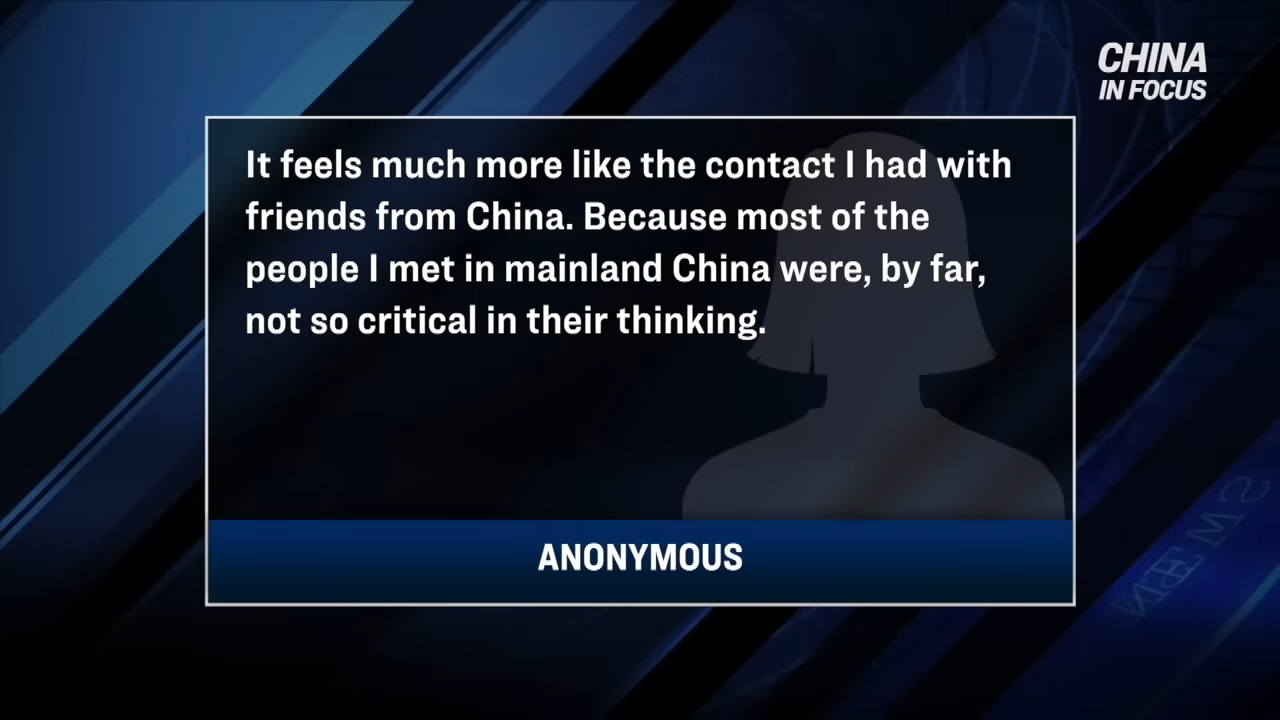 CHINA
IN FOCUS
It feels much more like the contact I had with
friends from China. Because most of the
people I met in mainland China were, by far,
not so critical in their thinking.
ANONYMOUS